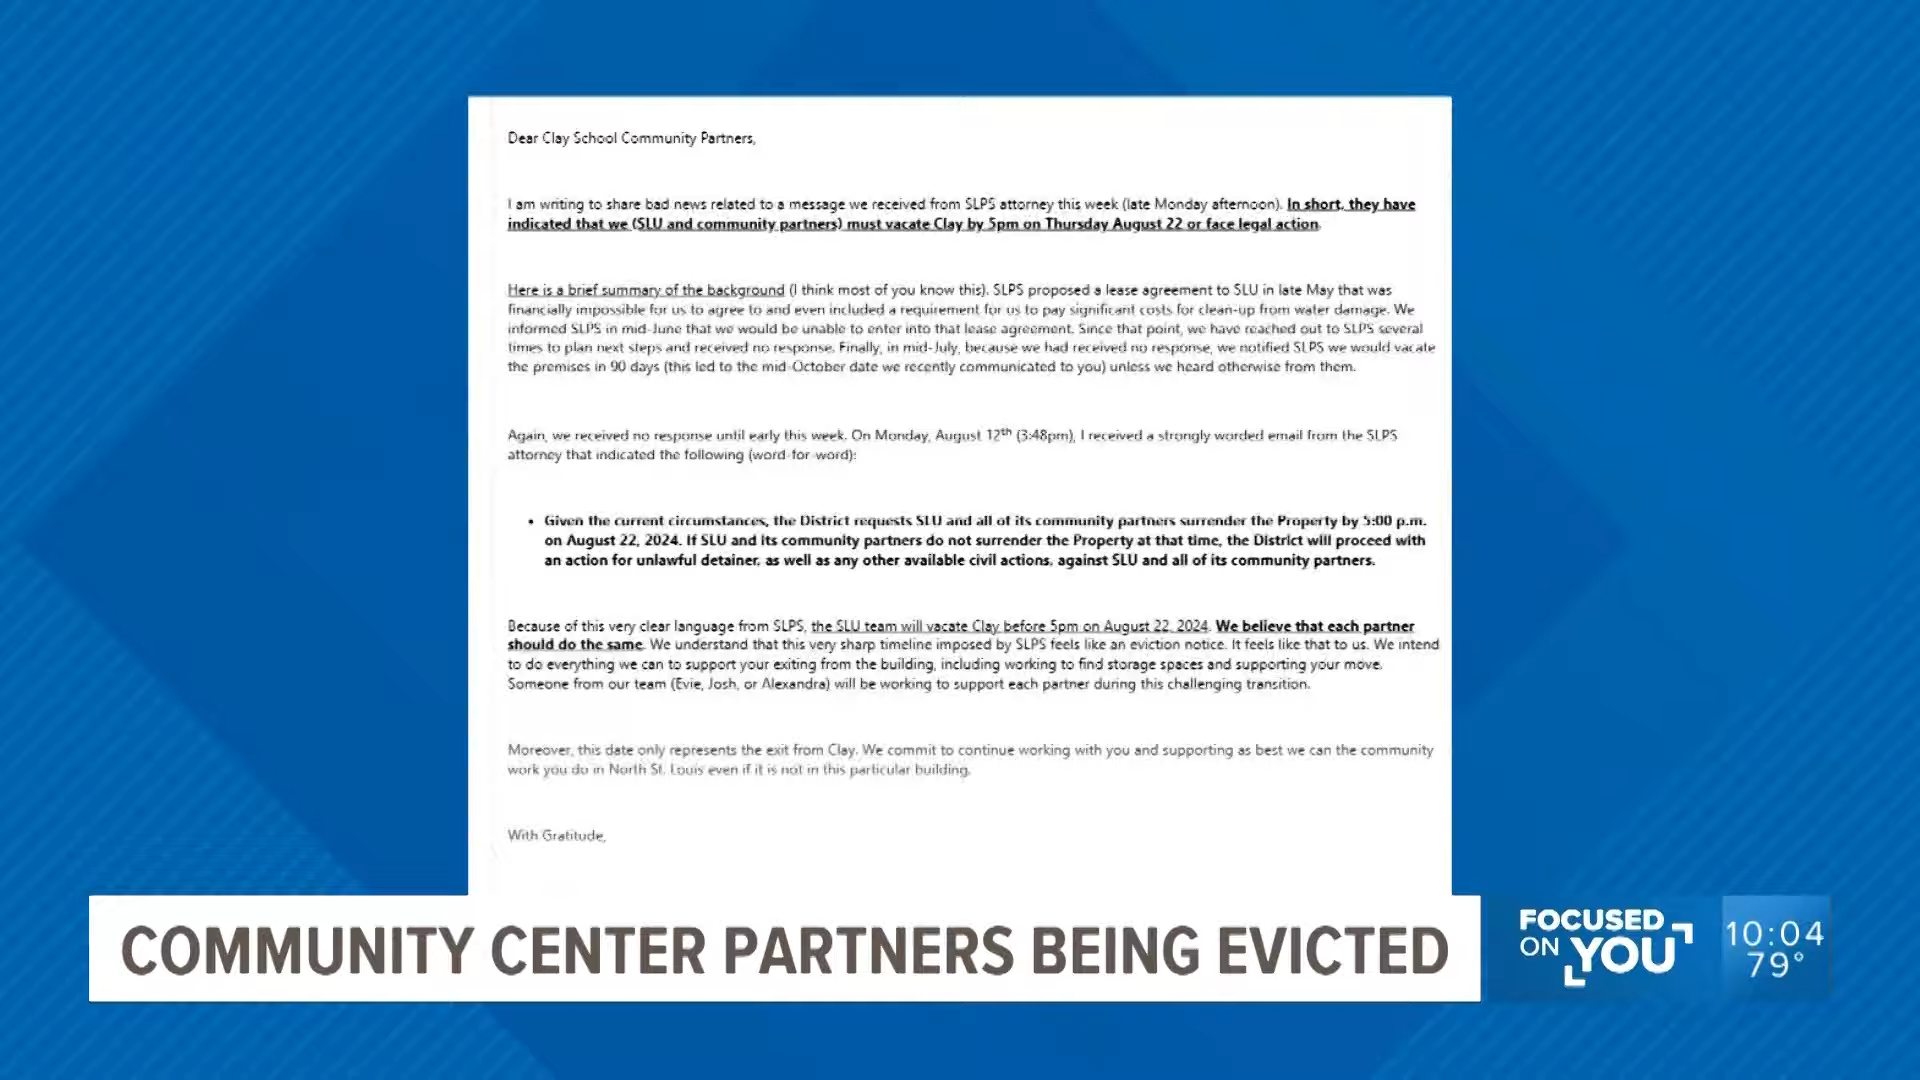 Dear Clay School Community Partners,
I am writing to share bad news related to a message we received from SLPS attorney this week (late Monday afternoon). In short, they have
indicated that we (SLU and community partners) must vacate Clay by 5pm on Thursday August 22 or face legal action.
Here is a brief summary of the background (I think most of you know this). SLPS proposed a lease agreement to SLU in late May that was
financially impossible for us to agree to and even included a requirement for us to pay significant costs for clean-up from water damage. We
informed SLPS in mid-June that we would be unable to enter into that lease agreement. Since that point, we have reached out to SLPS several
times to plan next steps and received no response. Finally, in mid-July, because we had received no response, we notified SLPS we would vacate
the premises in 90 days (this led to the mid-October date we recently communicated to you) unless we heard otherwise from them.
Again, we received no response until early this week. On Monday, August 12th (3:48pm), I received a strongly worded email from the SLPS
attorney that indicated the following (word-for-word):
• Given the current circumstances, the District requests SLU and all of its community partners surrender the Property by 5:00 p.m.
on August 22, 2024. If SLU and its community partners do not surrender the Property at that time, the District will proceed with
an action for unlawful detainer, as well as any other available civil actions, against SLU and all of its community partners.
Because of this very clear language from SLPS, the SLU team will vacate Clay before 5pm on August 22, 2024. We believe that each partner
should do the same. We understand that this very sharp timeline imposed by SLPS feels like an eviction notice. It feels like that to us. We intend
to do everything we can to support your exiting from the building, including working to find storage spaces and supporting your move.
Someone from our team (Evie, Josh, or Alexandra) will be working to support each partner during this challenging transition.
Moreover, this date only represents the exit from Clay. We commit to continue working with you and supporting as best we can the community
work you do in North St. Louis even if it is not in this particular building.
With Gratitude,
COMMUNITY CENTER PARTNERS BEING EVICTED
FOCUSED
ON YOU
10:04
79°